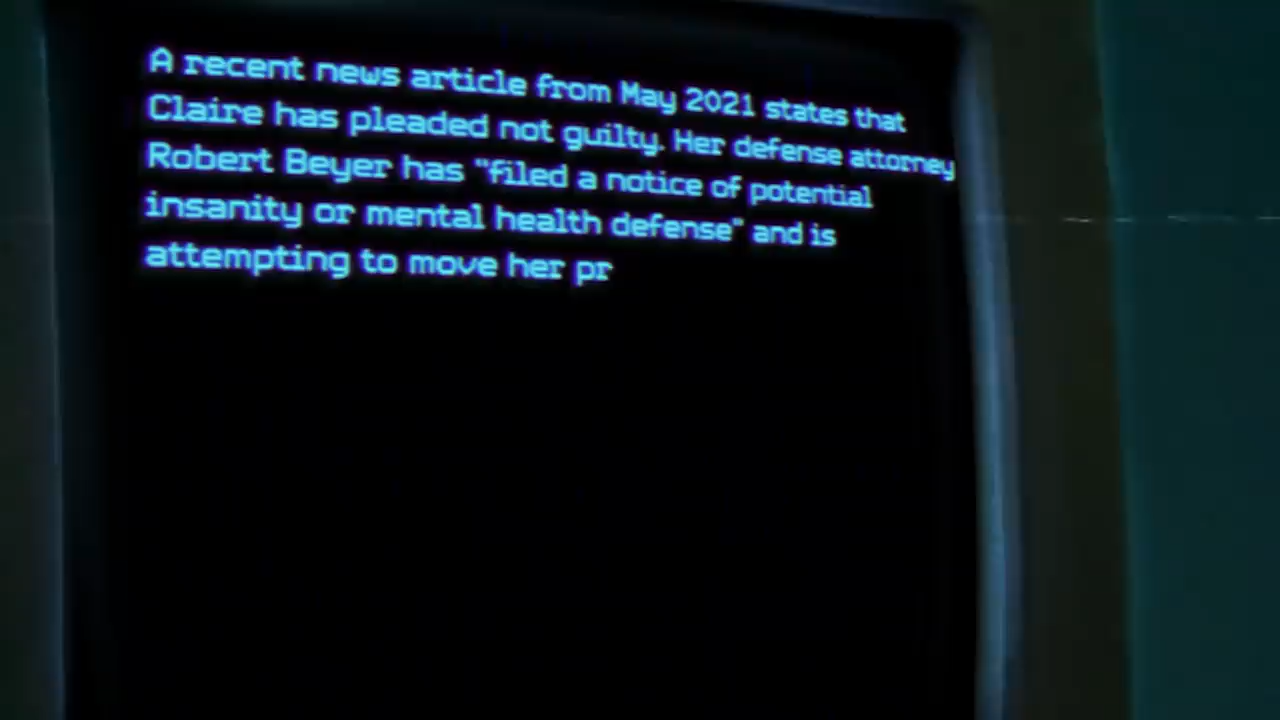 A recent news article from May 2021 states that
Claire has pleaded not guilty. Her defense attorney
Robert Beyer has "filed a notice of potential
insanity or mental health defense" and is
attempting to move her pr